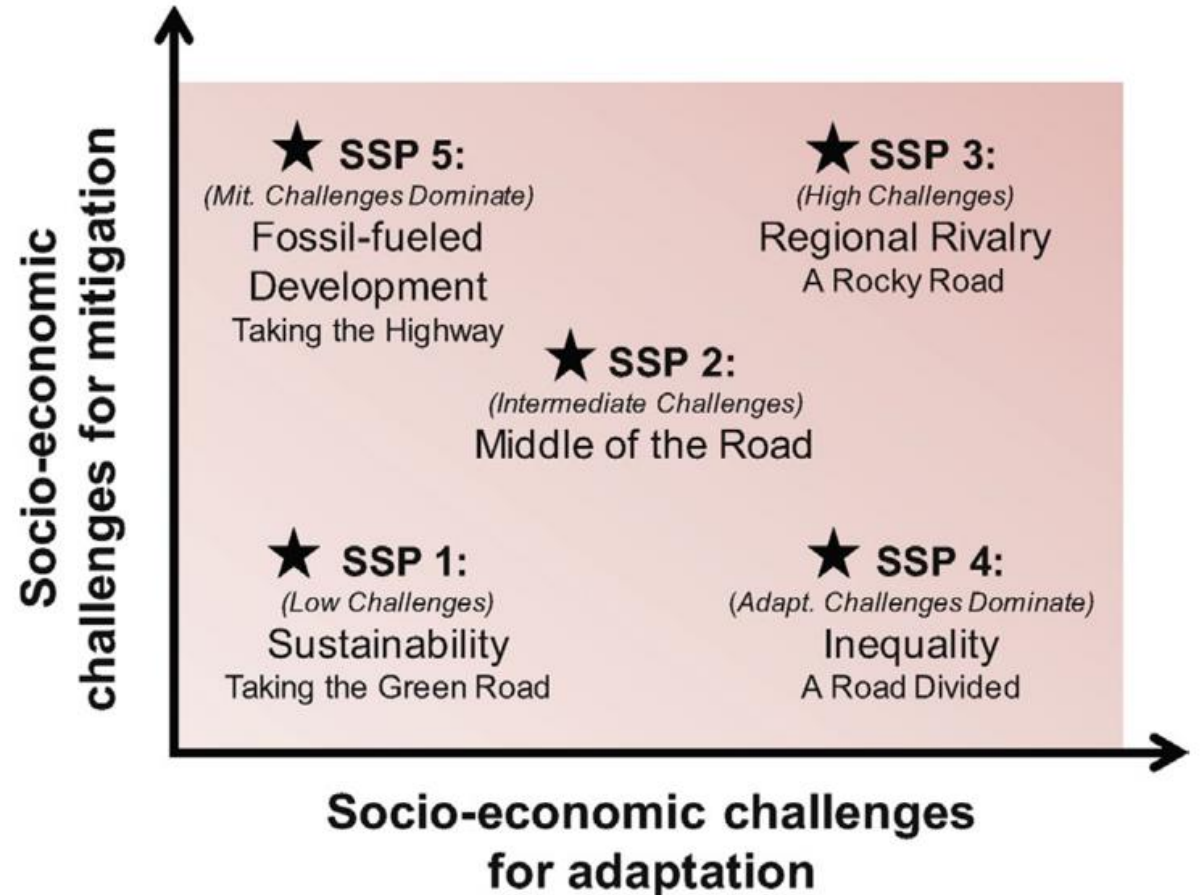 Socio-economic
challenges for mitigation
SSP 5:
(Mit. Challenges Dominate)
Fossil-fueled
Development
Taking the Highway
SSP 3:
(High Challenges)
Regional Rivalry
A Rocky Road
SSP 2:
(Intermediate Challenges)
Middle of the Road
SSP 1:
(Low Challenges)
Sustainability
Taking the Green Road
SSP 4:
(Adapt. Challenges Dominate)
Inequality
A Road Divided
Socio-economic challenges
for adaptation